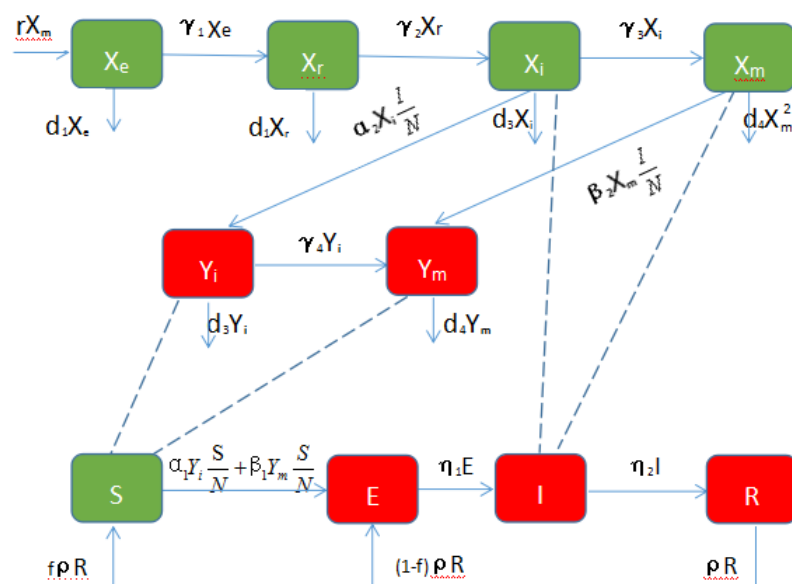 rXₘ
γ₁Xe
γ₂Xr
γ₃Xᵢ
Xₑ
Xᵣ
Xᵢ
Xₘ
d₁Xₑ
d₁Xᵣ
α₂Xᵢ I/N
d₃Xᵢ
β₂Xₘ I/N
d₄Xₘ²
Yᵢ
γ₄Yᵢ
Yₘ
d₃Yᵢ
d₄Yₘ
α₁Yᵢ S/N + β₁Yₘ S/N
S
E
η₁E
I
η₂I
R
fρR
(1-f)ρR
ρR